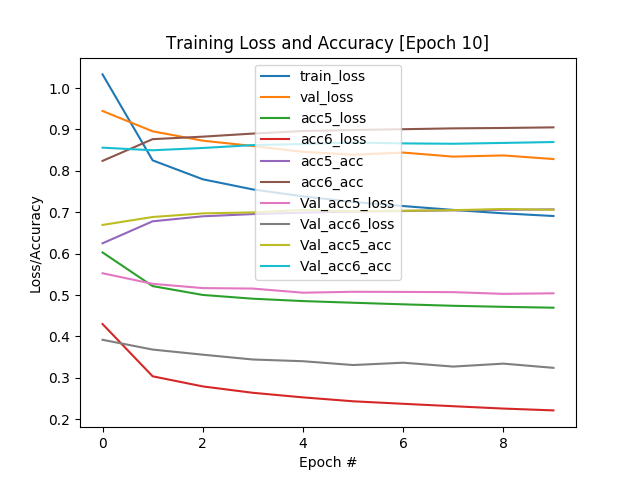 Training Loss and Accuracy [Epoch 10]
train_loss
val_loss
acc5_loss
acc6_loss
acc5_acc
acc6_acc
Val_acc5_loss
Val_acc6_loss
Val_acc5_acc
Val_acc6_acc
Loss/Accuracy
1.0
0.9
0.8
0.7
0.6
0.5
0.4
0.3
0.2
0 2 4 6 8
Epoch #